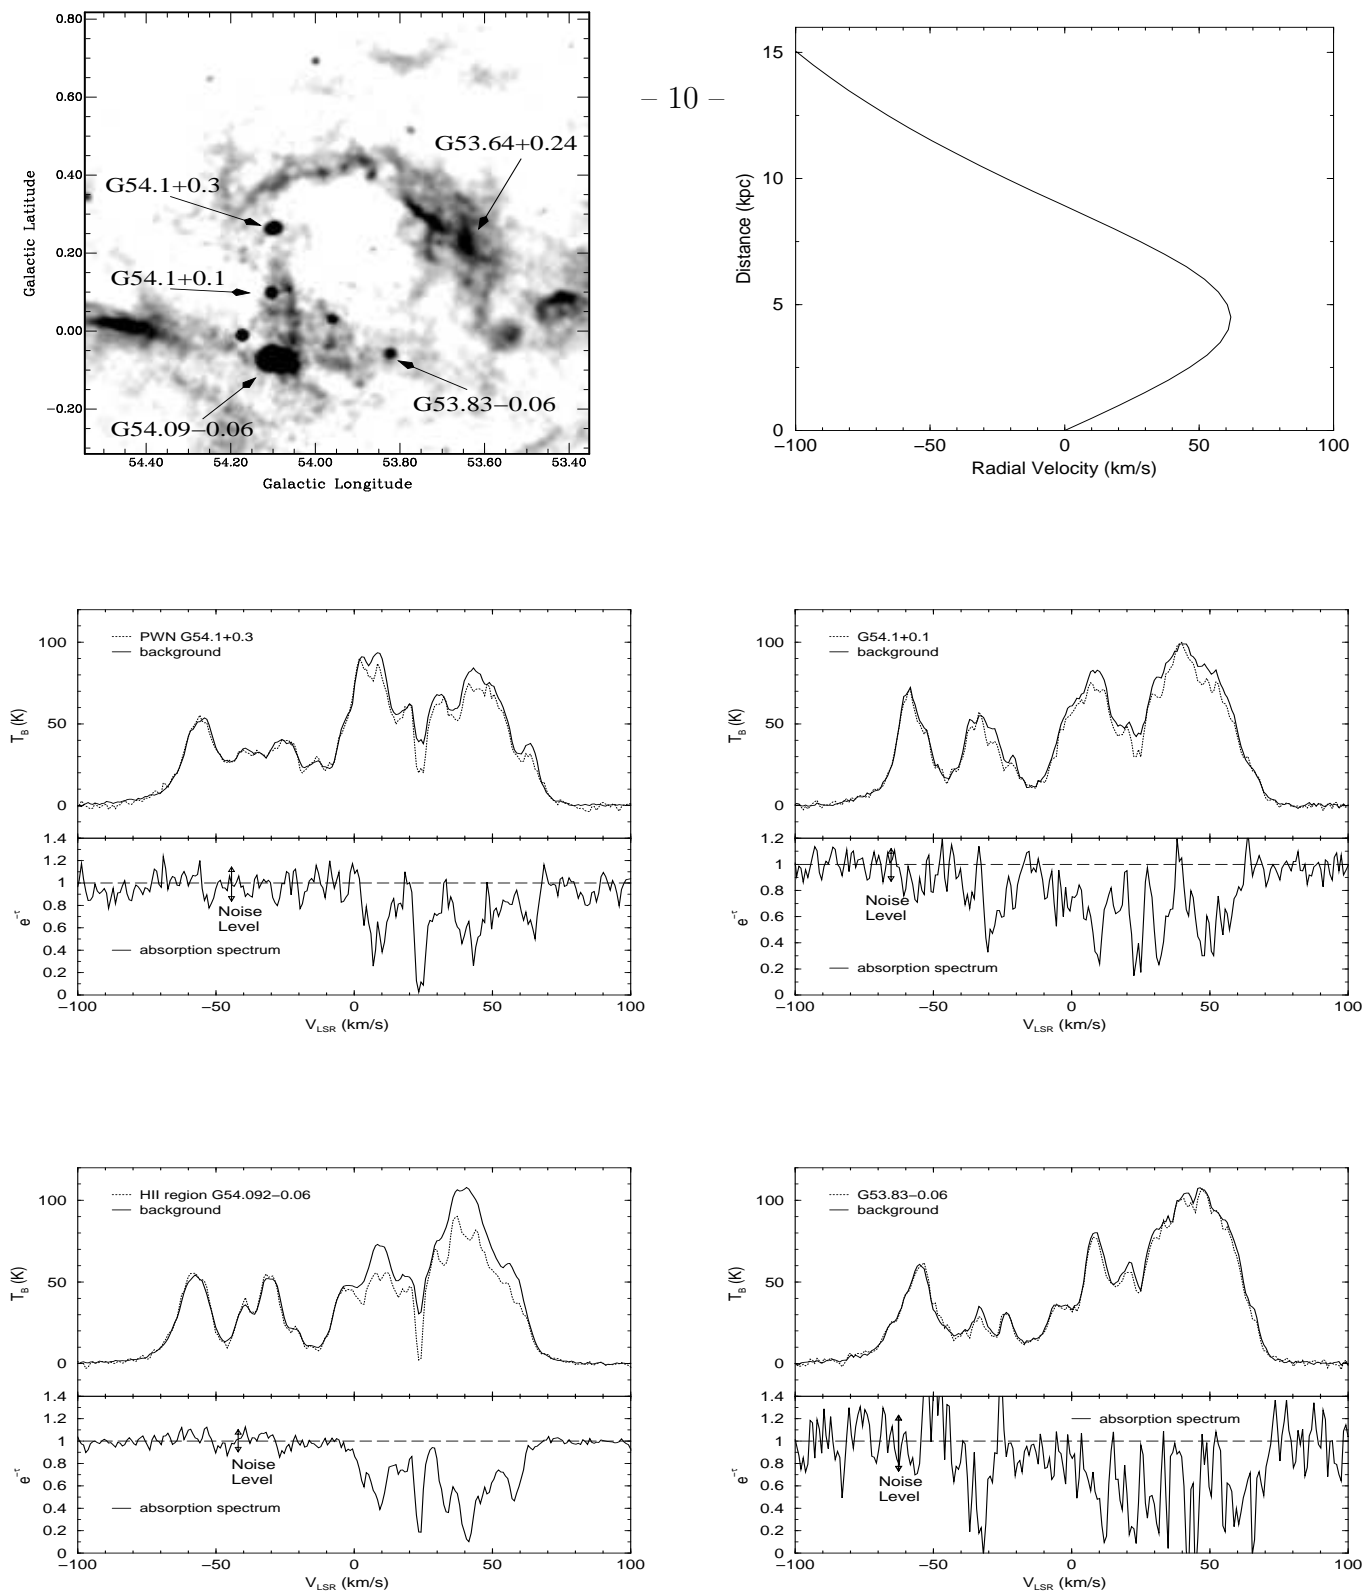 – 10 –
0.80
0.60
0.40
0.20
0.00
−0.20
Galactic Latitude
G53.64+0.24
G54.1+0.3
G54.1+0.1
G53.83−0.06
G54.09−0.06
54.40 54.20 54.00 53.80 53.60 53.40
Galactic Longitude
15
10
5
0
Distance (kpc)
−100 −50 0 50 100
Radial Velocity (km/s)
PWN G54.1+0.3
background
100
50
0
T_B (K)
1.4
1.2
1
0.8
0.6
0.4
0.2
0
e^−τ
Noise
Level
absorption spectrum
−100 −50 0 50 100
V_LSR (km/s)
G54.1+0.1
background
100
50
0
T_B (K)
1.2
1
0.8
0.6
0.4
0.2
0
e^−τ
Noise
Level
absorption spectrum
−100 −50 0 50 100
V_LSR (km/s)
HII region G54.092−0.06
background
100
50
0
T_B (K)
1.4
1.2
1
0.8
0.6
0.4
0.2
0
e^−τ
Noise
Level
absorption spectrum
−100 −50 0 50 100
V_LSR (km/s)
G53.83−0.06
background
100
50
0
T_B (K)
1.4
1.2
1
0.8
0.6
0.4
0.2
0
e^−τ
absorption spectrum
Noise
Level
−100 −50 0 50 100
V_LSR (km/s)